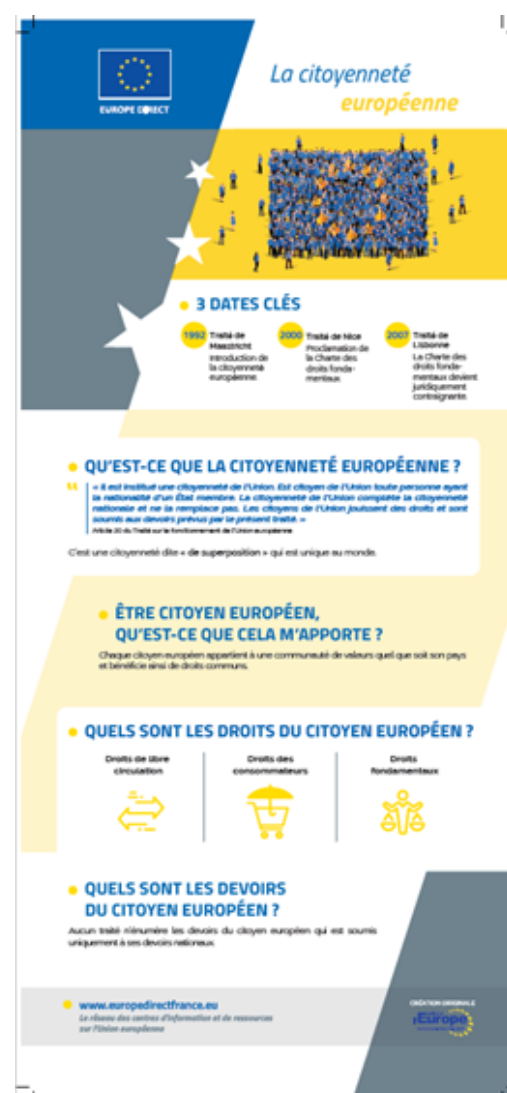 EUROPE DIRECT
La citoyenneté
européenne
3 DATES CLÉS
1992 Traité de
Maastricht
Introduction de
la citoyenneté
européenne.
2000 Traité de Nice
Proclamation de
la Charte des
droits fonda-
mentaux.
2007 Traité de
Lisbonne
La Charte des
droits fonda-
mentaux devient
juridiquement
contraignante.
QU'EST-CE QUE LA CITOYENNETÉ EUROPÉENNE ?
« Il est institué une citoyenneté de l'Union. Est citoyen de l'Union toute personne ayant
la nationalité d'un État membre. La citoyenneté de l'Union complète la citoyenneté
nationale et ne la remplace pas. Les citoyens de l'Union jouissent des droits et sont
soumis aux devoirs prévus par le présent traité. »
Article 20 du Traité sur le fonctionnement de l'Union européenne
C'est une citoyenneté dite « de superposition » qui est unique au monde.
ÊTRE CITOYEN EUROPÉEN,
QU'EST-CE QUE CELA M'APPORTE ?
Chaque citoyen européen appartient à une communauté de valeurs quel que soit son pays
et bénéficie ainsi de droits communs.
QUELS SONT LES DROITS DU CITOYEN EUROPÉEN ?
Droits de libre
circulation
Droits des
consommateurs
Droits
fondamentaux
QUELS SONT LES DEVOIRS
DU CITOYEN EUROPÉEN ?
Aucun traité n'énumère les devoirs du citoyen européen qui est soumis
uniquement à ses devoirs nationaux.
www.europedirectfrance.eu
Le réseau des centres d'information et de ressources
sur l'Union européenne
CRÉATION ORIGINALE
Europe